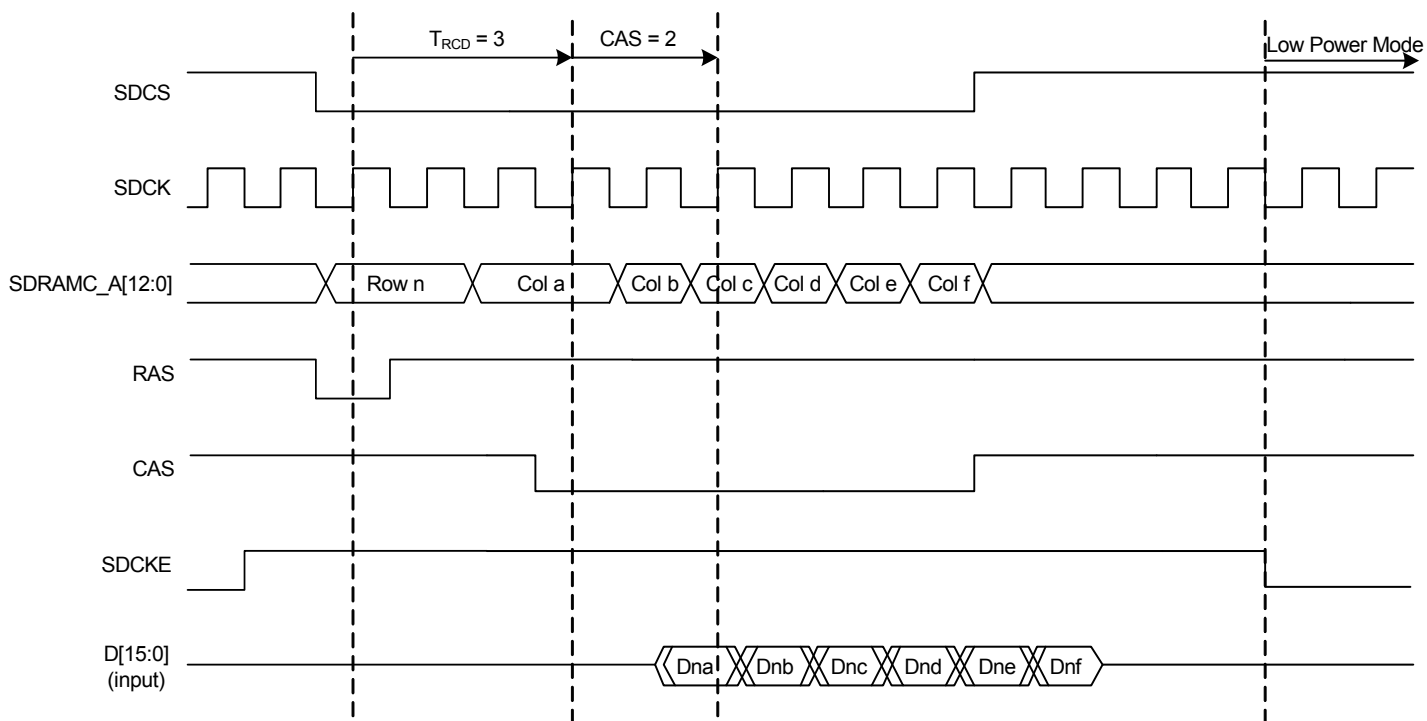 T_RCD = 3
CAS = 2
Low Power Mode
SDCS
SDCK
SDRAMC_A[12:0]
Row n
Col a
Col b
Col c
Col d
Col e
Col f
RAS
CAS
SDCKE
D[15:0]
(input)
Dna
Dnb
Dnc
Dnd
Dne
Dnf